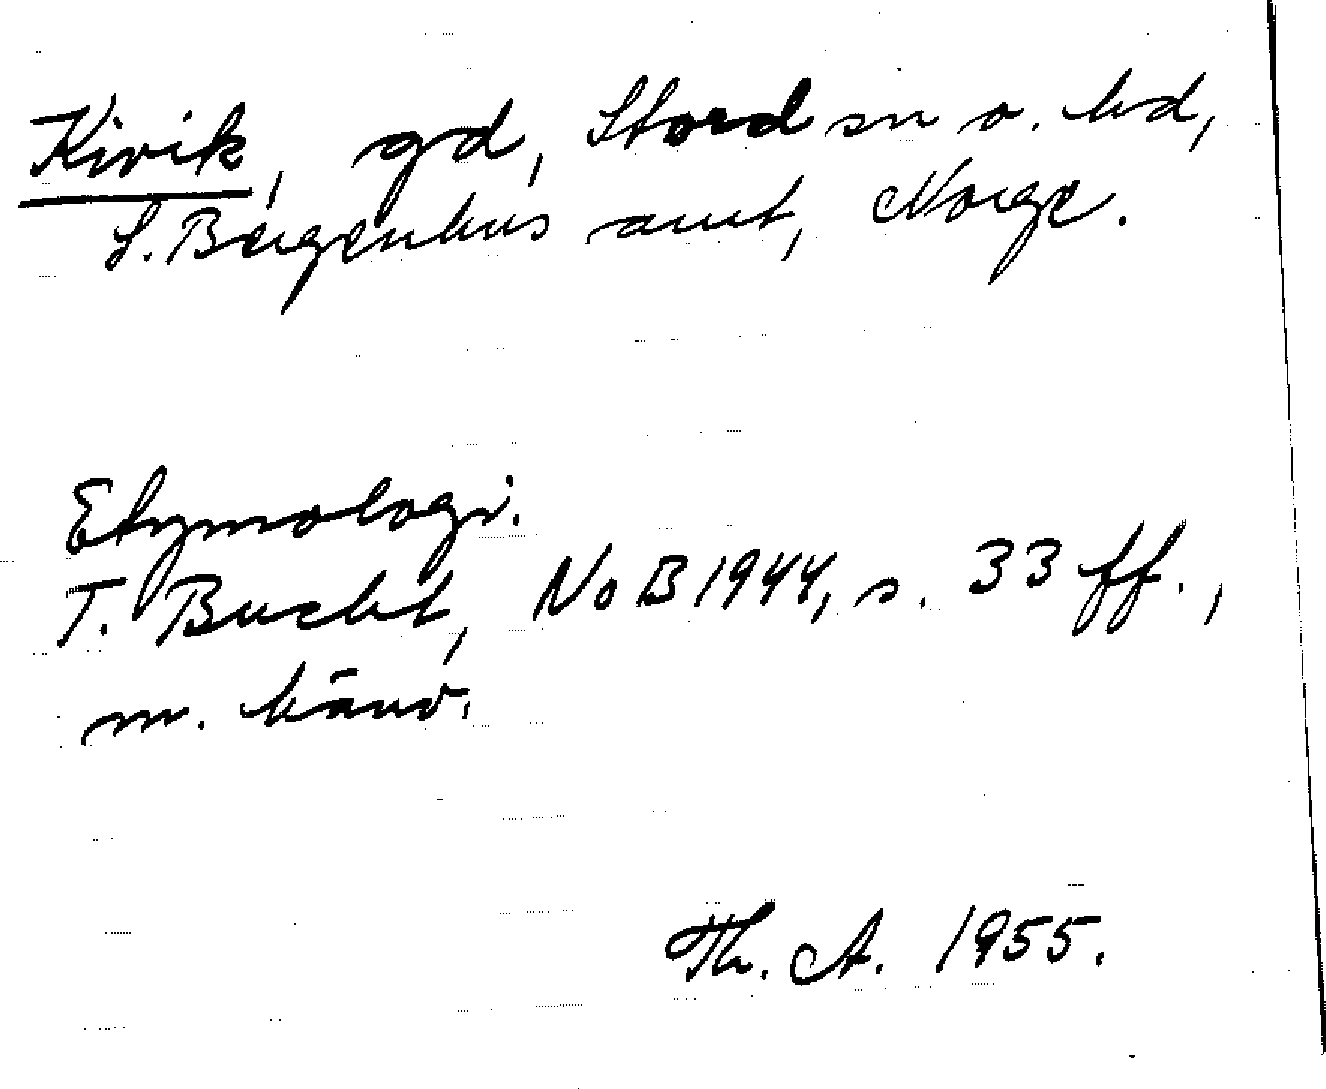 Kivik, gd, Stord sn o. hd,
S. Bergenhus amt, Norge.
Etymologi.
T. Bucht, NoB 1944, s. 33 ff.,
m. hänv.
Th. A. 1955.